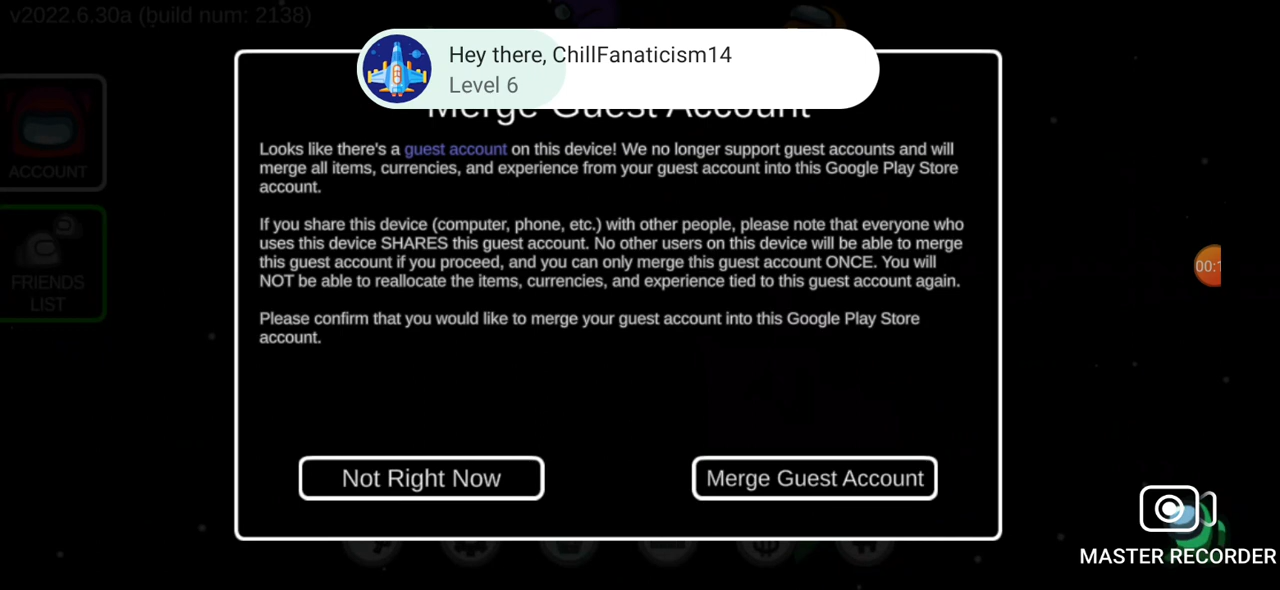 v2022.6.30a (build num: 2138)
Hey there, ChillFanaticism14
Level 6
Merge Guest Account
Looks like there's a guest account on this device! We no longer support guest accounts and will
merge all items, currencies, and experience from your guest account into this Google Play Store
account.
If you share this device (computer, phone, etc.) with other people, please note that everyone who
uses this device SHARES this guest account. No other users on this device will be able to merge
this guest account if you proceed, and you can only merge this guest account ONCE. You will
NOT be able to reallocate the items, currencies, and experience tied to this guest account again.
Please confirm that you would like to merge your guest account into this Google Play Store
account.
Not Right Now
Merge Guest Account
ACCOUNT
FRIENDS
LIST
00:1
MASTER RECORDER